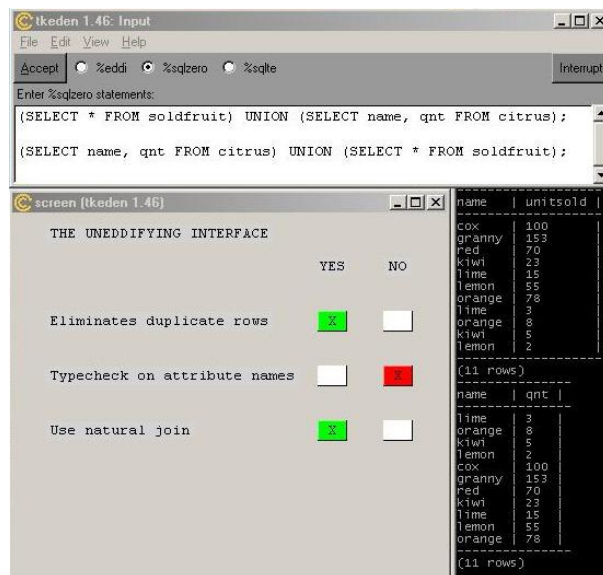 tkeden 1.46: Input
File Edit View Help
Accept %eddi %sqlzero %sqlte Interrupt
Enter %sqlzero statements:
(SELECT * FROM soldfruit) UNION (SELECT name, qnt FROM citrus);
(SELECT name, qnt FROM citrus) UNION (SELECT * FROM soldfruit);
screen (tkeden 1.46)
THE UNEDDIFYING INTERFACE
YES NO
Eliminates duplicate rows X
Typecheck on attribute names X
Use natural join X
name | unitsold |
cox | 100 |
granny | 153 |
red | 70 |
kiwi | 23 |
lime | 15 |
lemon | 55 |
orange | 78 |
lime | 3 |
orange | 8 |
kiwi | 5 |
lemon | 2 |
(11 rows)
name | qnt |
lime | 3 |
orange | 8 |
kiwi | 5 |
lemon | 2 |
cox | 100 |
granny | 153 |
red | 70 |
kiwi | 23 |
lime | 15 |
lemon | 55 |
orange | 78 |
(11 rows)